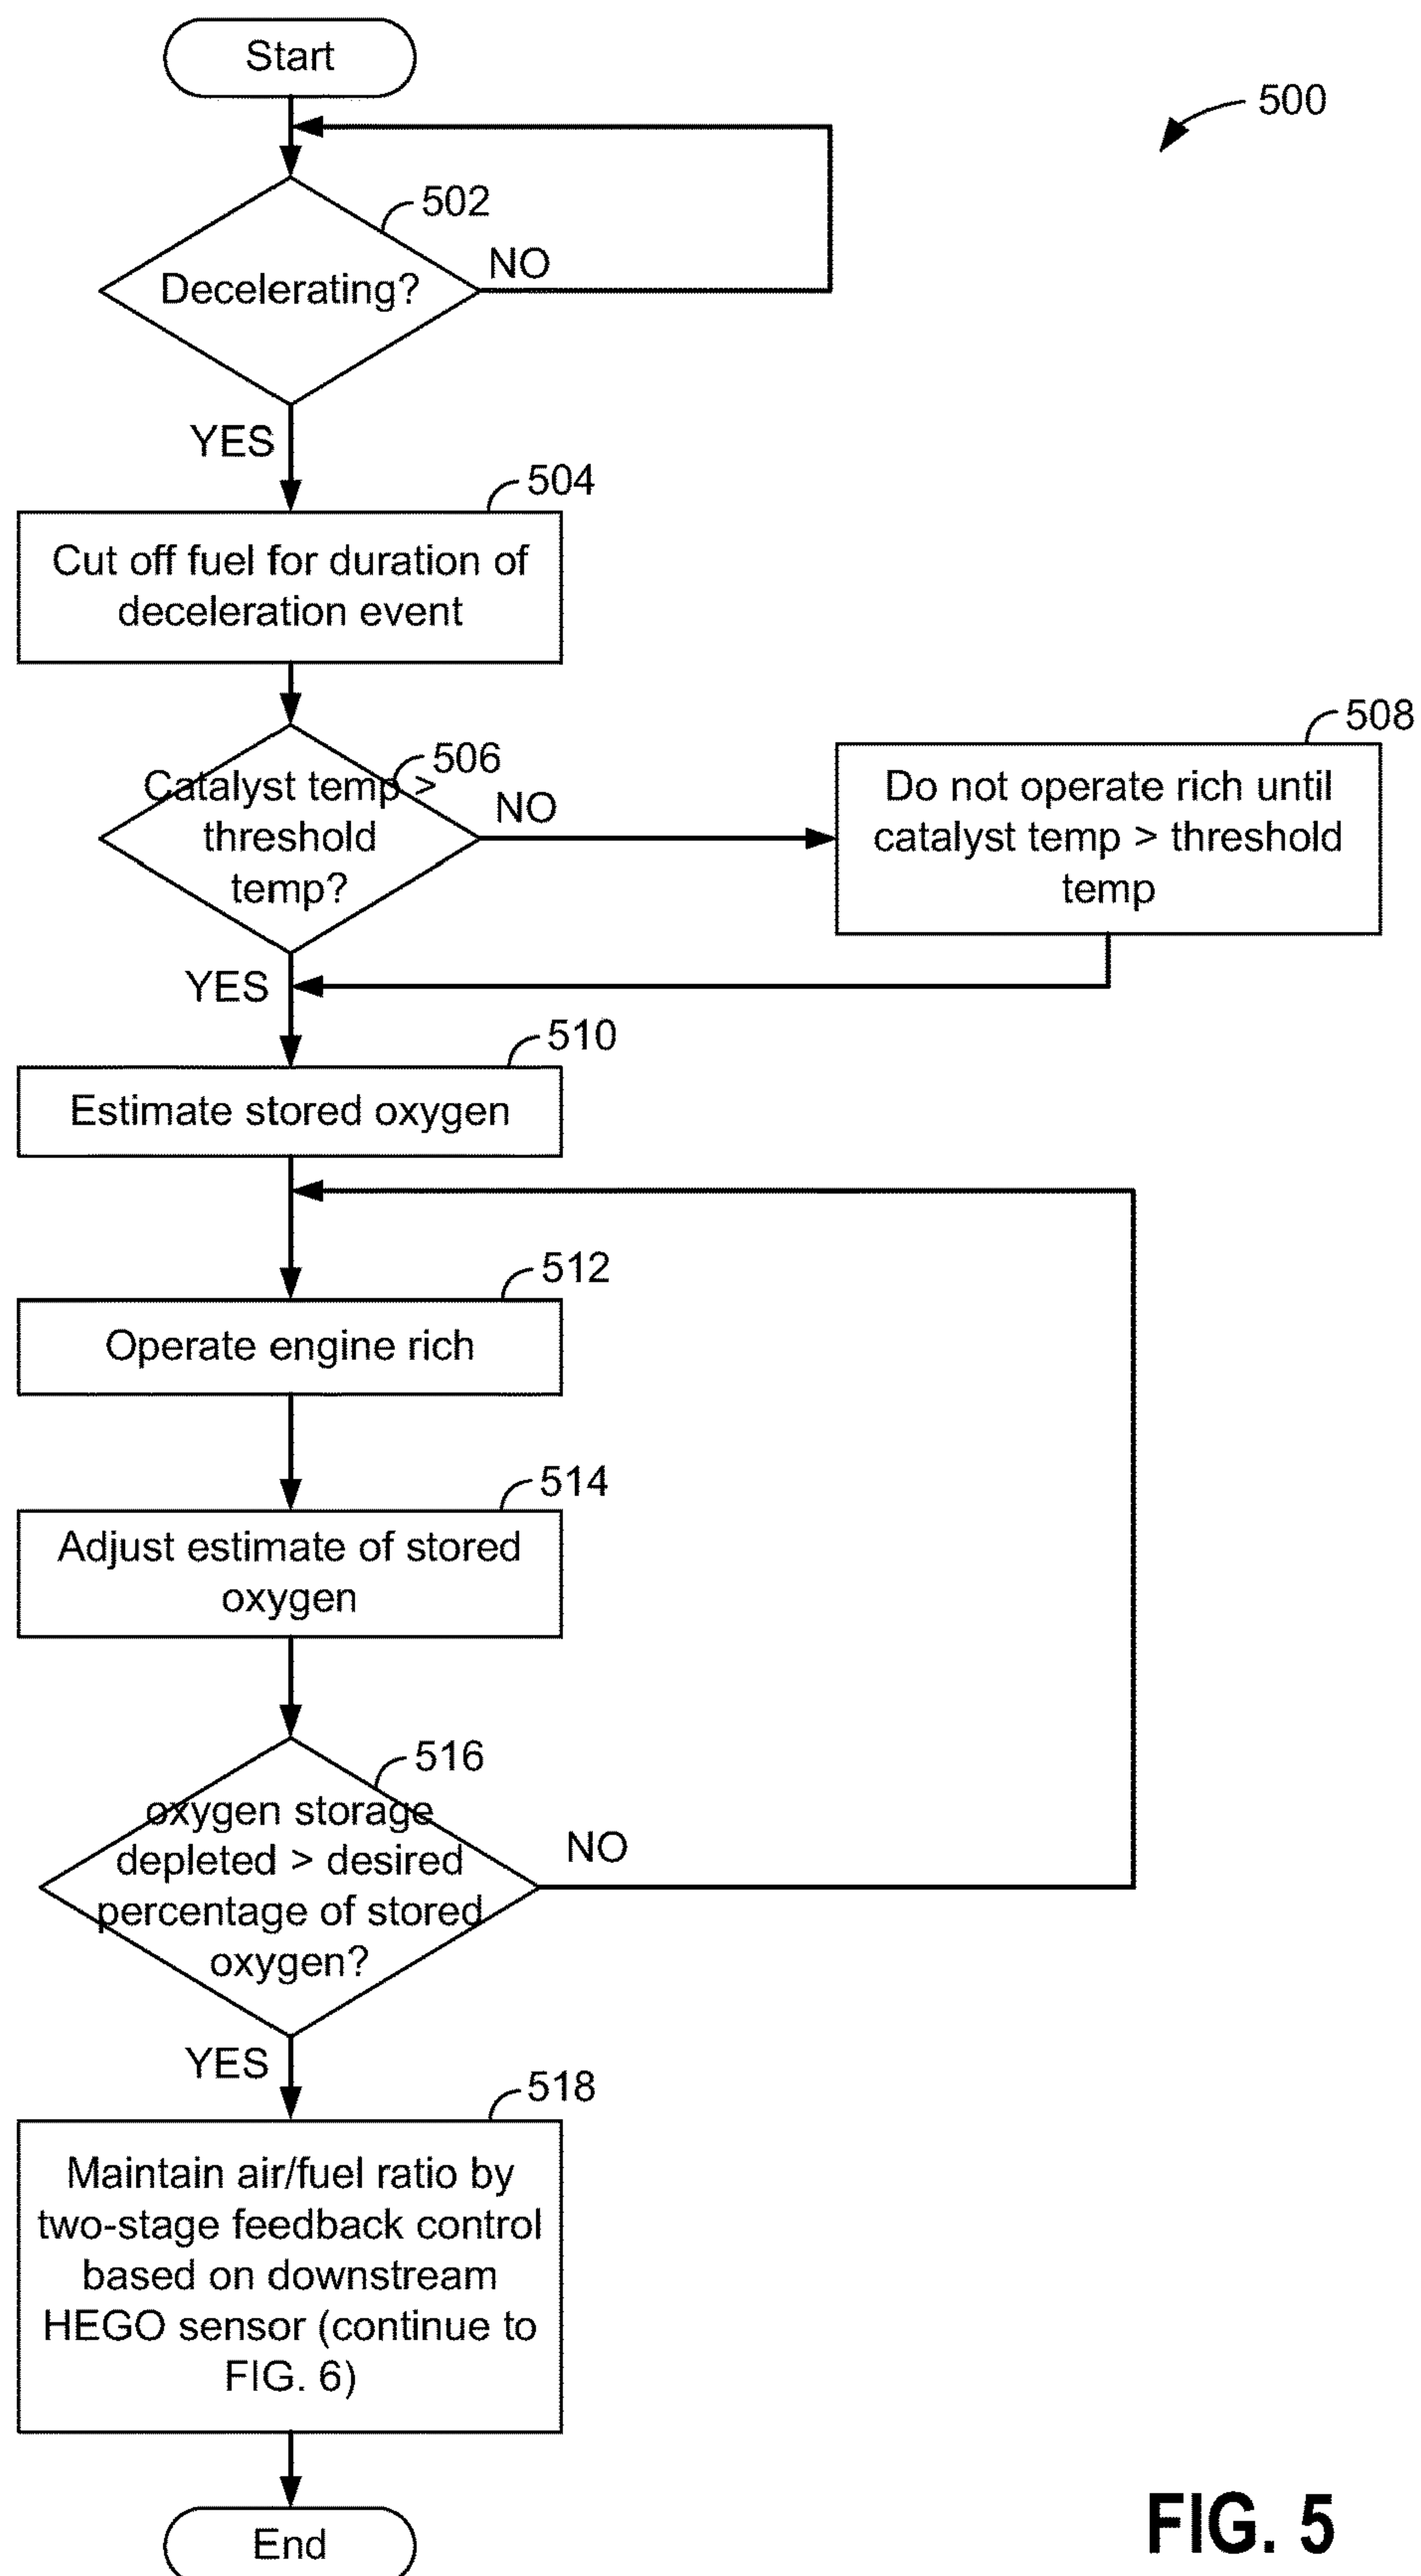 Start
500
502
Decelerating?
NO
YES
504
Cut off fuel for duration of
deceleration event
506
Catalyst temp >
threshold
temp?
NO
508
Do not operate rich until
catalyst temp > threshold
temp
YES
510
Estimate stored oxygen
512
Operate engine rich
514
Adjust estimate of stored
oxygen
516
oxygen storage
depleted > desired
percentage of stored
oxygen?
NO
YES
518
Maintain air/fuel ratio by
two-stage feedback control
based on downstream
HEGO sensor (continue to
FIG. 6)
End
FIG. 5